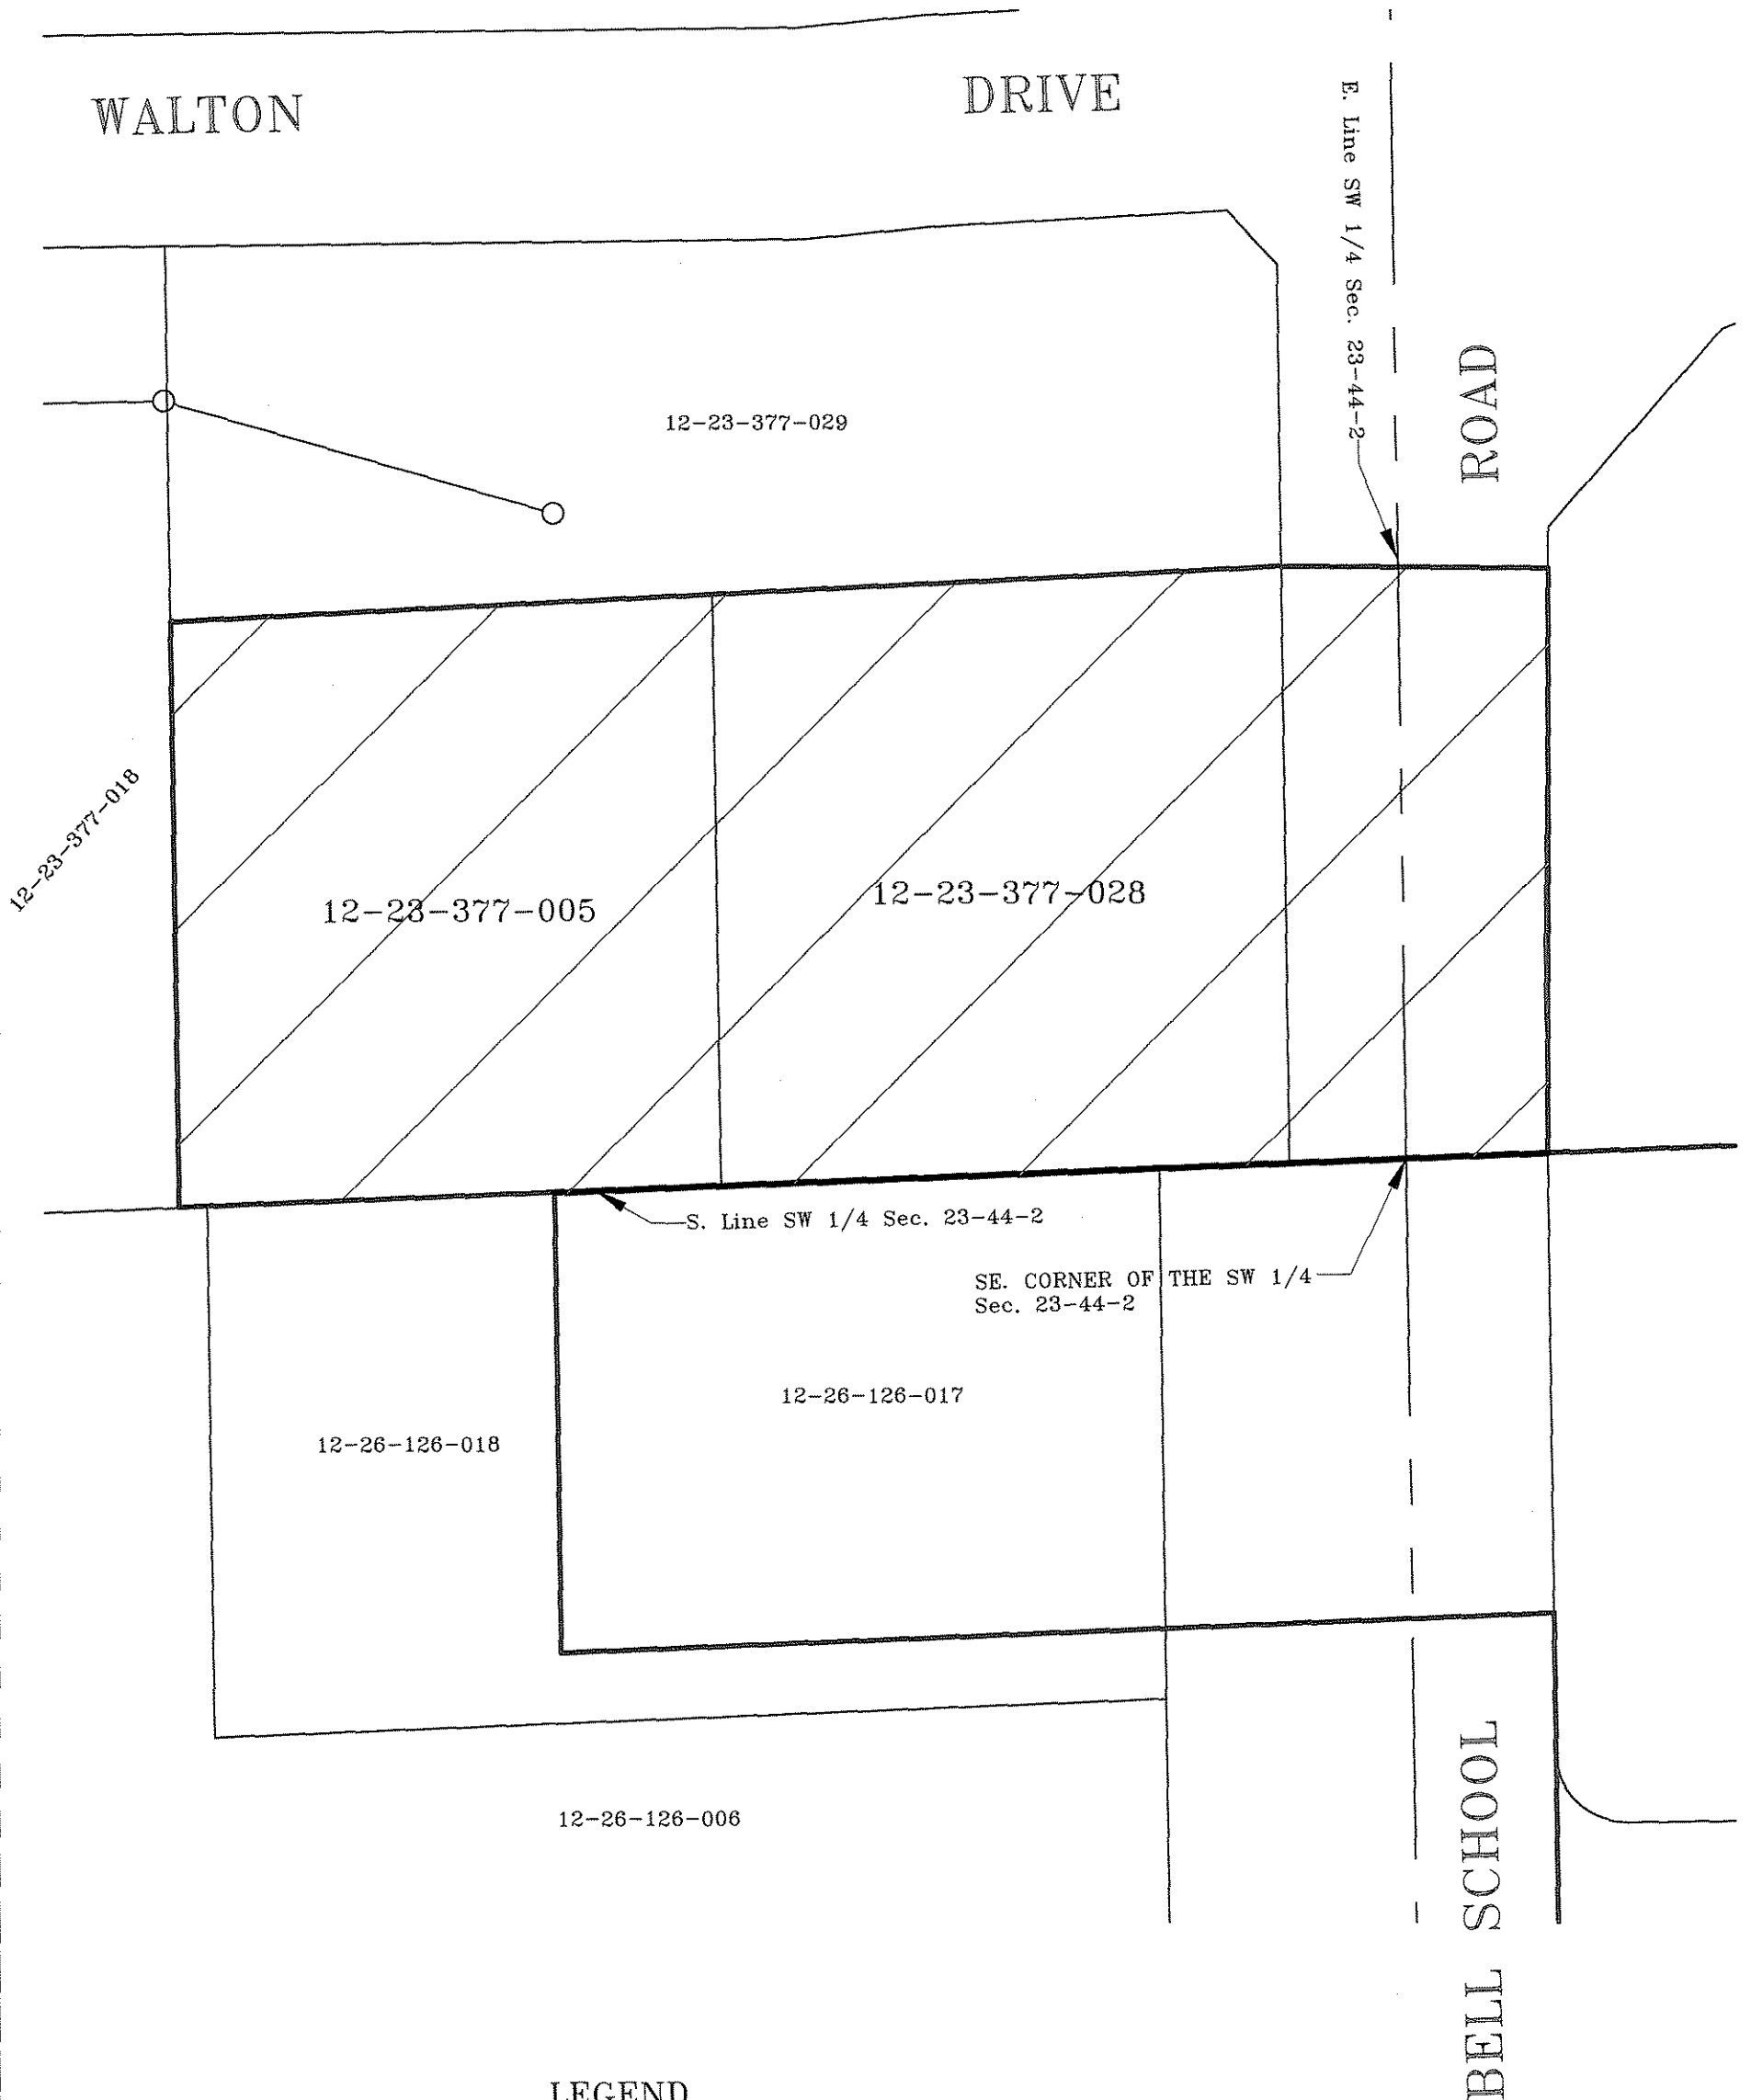 WALTON DRIVE
E. Line SW 1/4 Sec. 23-44-2
ROAD
12-23-377-029
12-23-377-018
12-23-377-005
12-23-377-028
S. Line SW 1/4 Sec. 23-44-2
SE. CORNER OF THE SW 1/4
Sec. 23-44-2
12-26-126-017
12-26-126-018
12-26-126-006
BELL SCHOOL
LEGEND